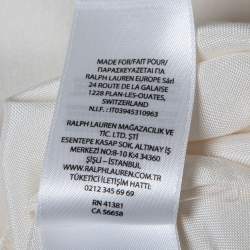 MADE FOR/FAIT POUR/
ΠΑΡΑΣΚΕΥΑΖΕΤΑΙ ΓΙΑ
RALPH LAUREN EUROPE Sàrl
24 ROUTE DE LA GALAISE
1228 PLAN-LES-OUATES,
SWITZERLAND
N.I.F. : IT03945310963
RALPH LAUREN MAĞAZACILIK VE
TİC. LTD. ŞTİ
ESENTEPE KASAP SOK. ALTINAY İŞ
MERKEZİ NO:8-10 K:4 34360
ŞİŞLİ – İSTANBUL
WWW.RALPHLAUREN.COM.TR
TÜKETİCİ İLETİŞİM HATTI:
0212 345 69 69
RN 41381
CA 56658